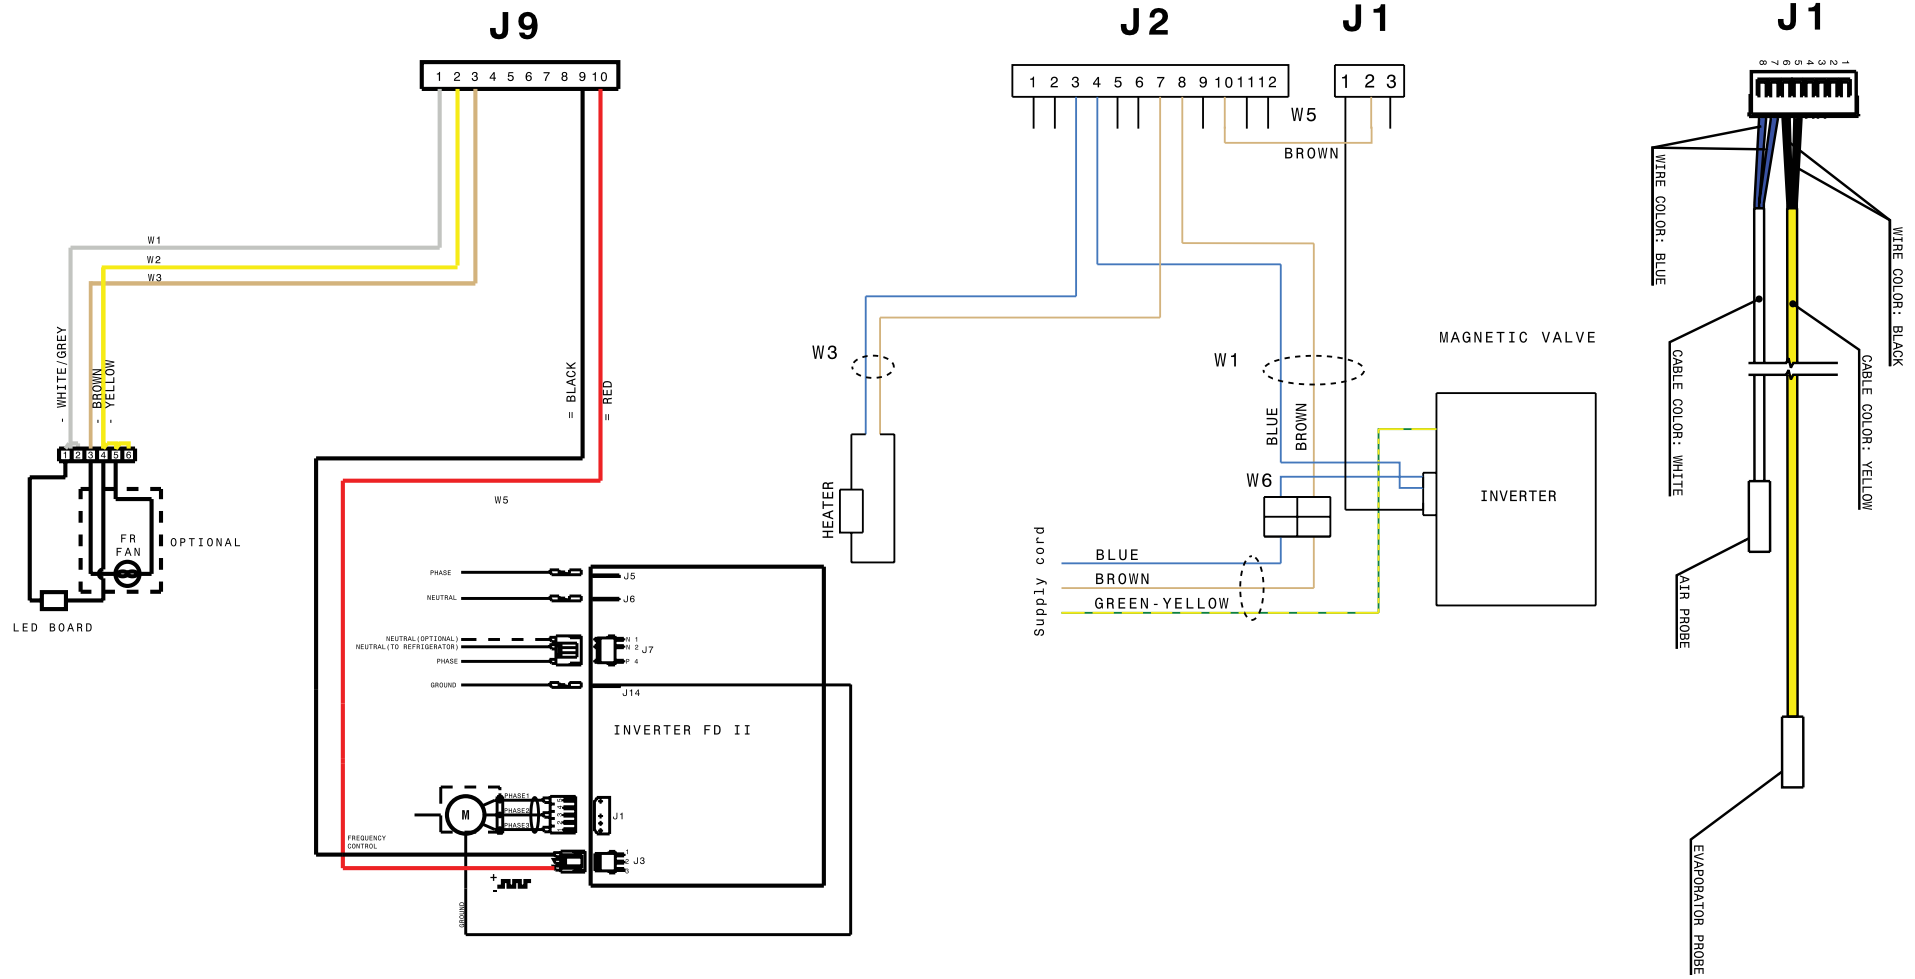 J9
1 2 3 4 5 6 7 8 9 10
W1
W2
W3
- WHITE/GREY
- BROWN
- YELLOW
= BLACK
= RED
1 2 3 4 5 6
FR
FAN
OPTIONAL
LED BOARD
W5
PHASE
J5
NEUTRAL
J6
NEUTRAL(OPTIONAL)
NEUTRAL(TO REFRIGERATOR)
PHASE
N 1
N 2
P 4
J7
GROUND
J14
INVERTER FD II
M
PHASE1
PHASE2
PHASE3
J1
FREQUENCY
CONTROL
1
2
3
J3
+
-
GROUND
J2
1 2 3 4 5 6 7 8 9 10 11 12
J1
1 2 3
W5
BROWN
W3
HEATER
W1
BLUE
BROWN
W6
MAGNETIC VALVE
INVERTER
Supply cord
BLUE
BROWN
GREEN-YELLOW
J1
8 7 6 5 4 3 2 1
WIRE COLOR: BLUE
WIRE COLOR: BLACK
CABLE COLOR: WHITE
CABLE COLOR: YELLOW
AIR PROBE
EVAPORATOR PROBE